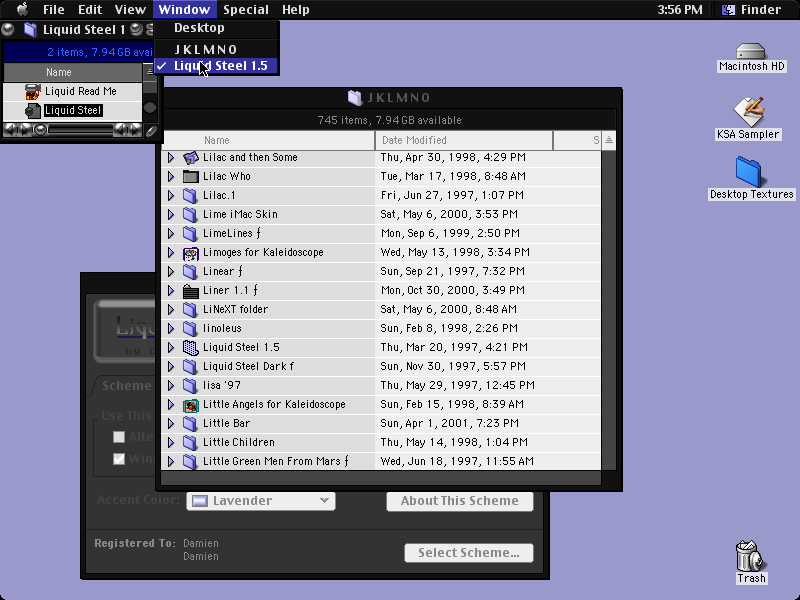 File Edit View Window Special Help 3:56 PM Finder
Liquid Steel 1
2 items, 7.94 GB avai
Name
Liquid Read Me
Liquid Steel
Desktop
JKLMNO
Liquid Steel 1.5
JKLMNO
745 items, 7.94 GB available
Name Date Modified S
Lilac and then Some Thu, Apr 30, 1998, 4:29 PM
Lilac Who Tue, Mar 17, 1998, 8:48 AM
Lilac.1 Fri, Jun 27, 1997, 1:07 PM
Lime iMac Skin Sat, May 6, 2000, 3:53 PM
LimeLines ƒ Mon, Sep 6, 1999, 2:50 PM
Limoges for Kaleidoscope Wed, May 13, 1998, 3:34 PM
Linear ƒ Sun, Sep 21, 1997, 7:32 PM
Liner 1.1 ƒ Mon, Oct 30, 2000, 3:49 PM
LiNeXT folder Sat, May 6, 2000, 8:48 AM
linoleus Sun, Feb 8, 1998, 2:26 PM
Liquid Steel 1.5 Thu, Mar 20, 1997, 4:21 PM
Liquid Steel Dark f Sun, Nov 30, 1997, 5:57 PM
lisa '97 Thu, May 29, 1997, 12:45 PM
Little Angels for Kaleidoscope Sun, Feb 15, 1998, 8:39 AM
Little Bar Sun, Apr 1, 2001, 7:23 PM
Little Children Thu, May 14, 1998, 1:04 PM
Little Green Men From Mars ƒ Wed, Jun 18, 1997, 11:55 AM
Scheme
Use This
Accent Color: Lavender About This Scheme
Registered To: Damien
Damien
Select Scheme...
Macintosh HD
KSA Sampler
Desktop Textures
Trash